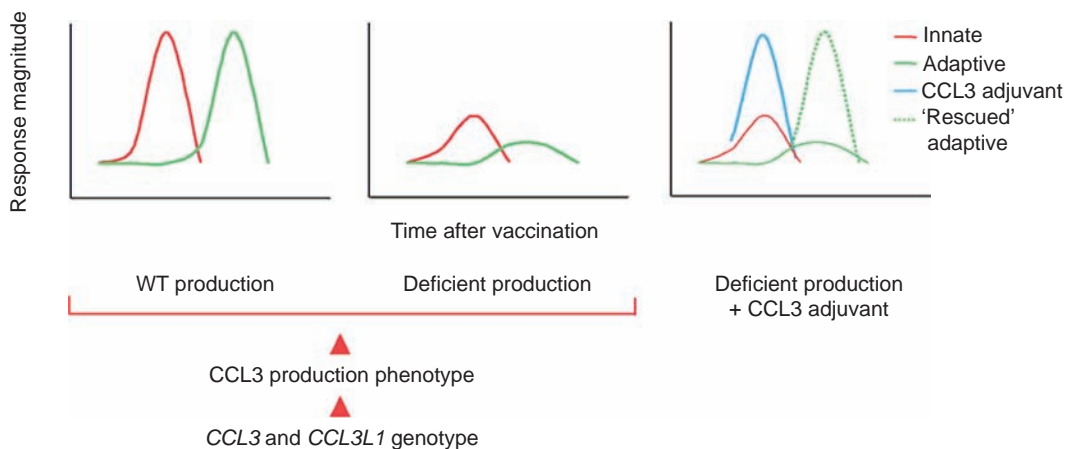 Response magnitude
Innate
Adaptive
CCL3 adjuvant
‘Rescued’
adaptive
Time after vaccination
WT production
Deficient production
Deficient production
+ CCL3 adjuvant
CCL3 production phenotype
CCL3 and CCL3L1 genotype